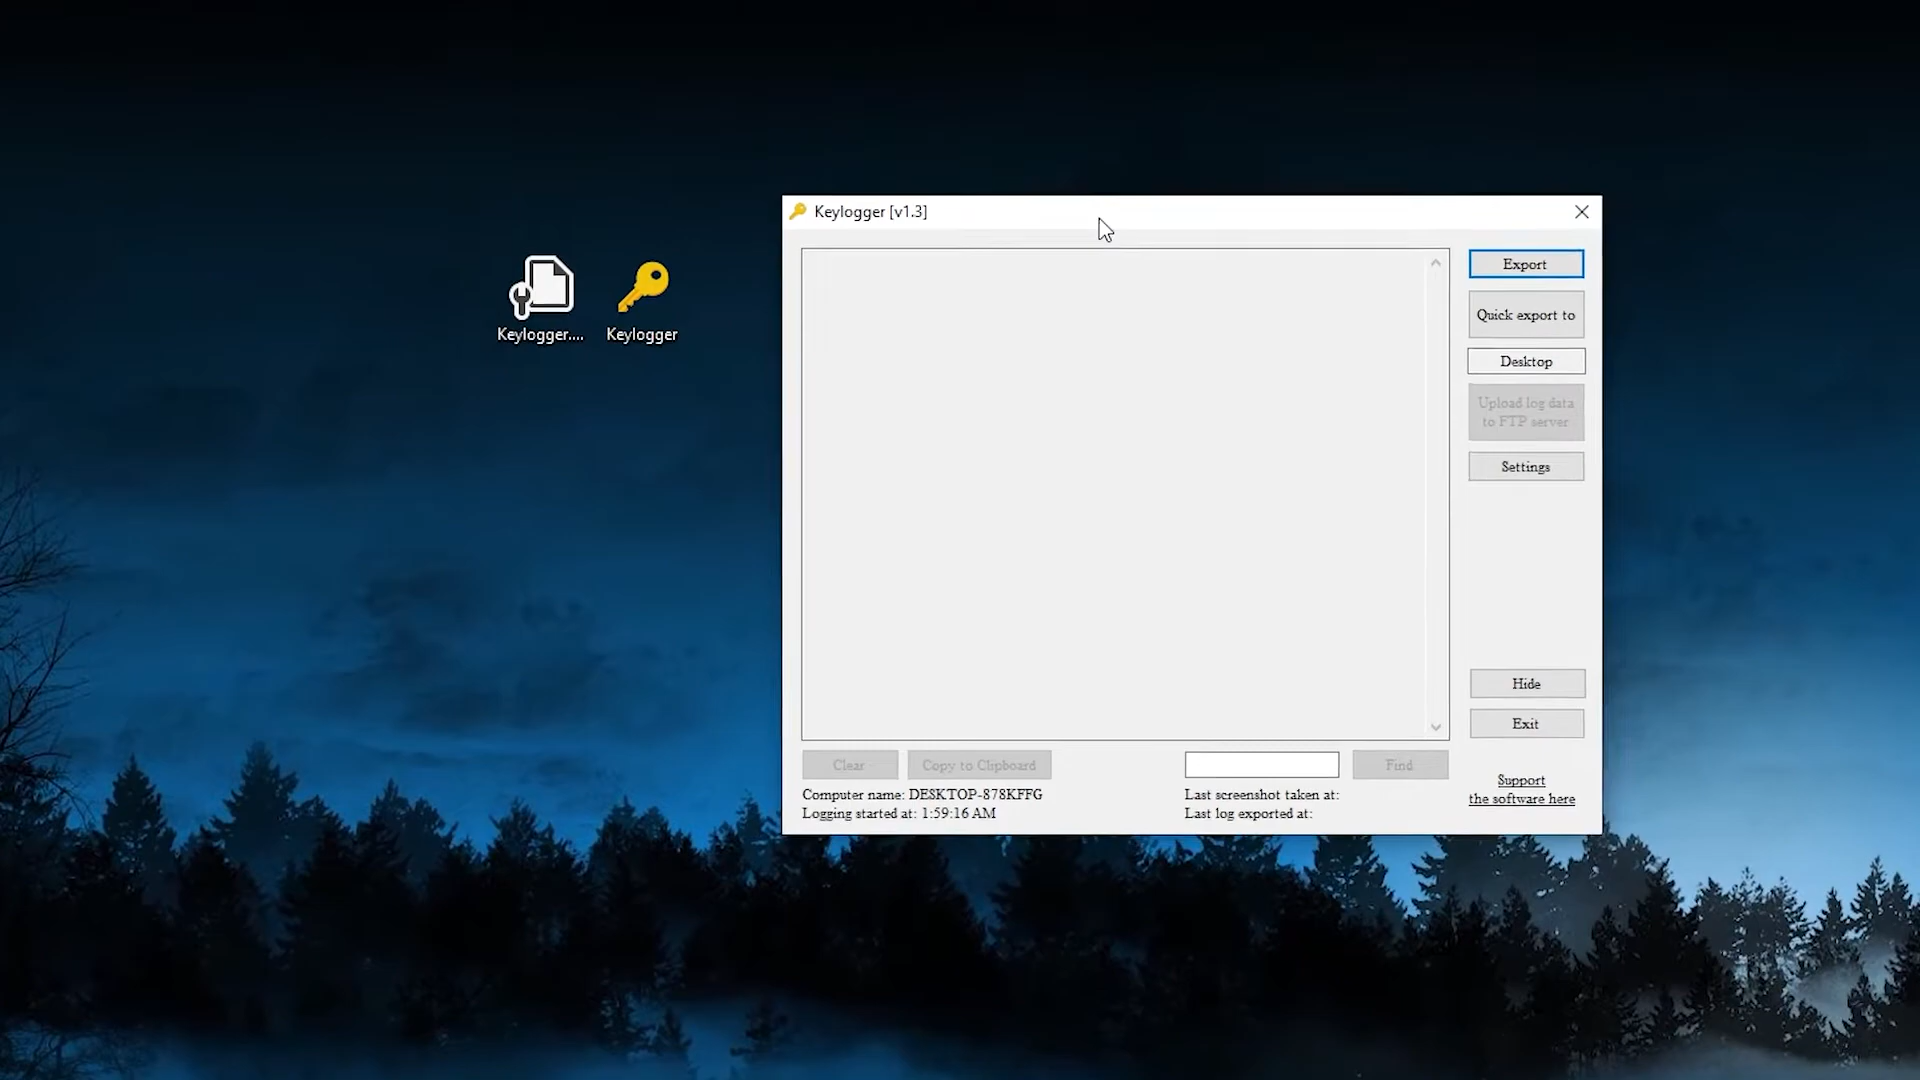 Keylogger [v1.3]
Export
Keylogger....
Keylogger
Quick export to
Desktop
Upload log data
to FTP server
Settings
Hide
Exit
Clear
Copy to Clipboard
Find
Computer name: DESKTOP-878KFFG
Last screenshot taken at:
Logging started at: 1:59:16 AM
Last log exported at:
Support
the software here